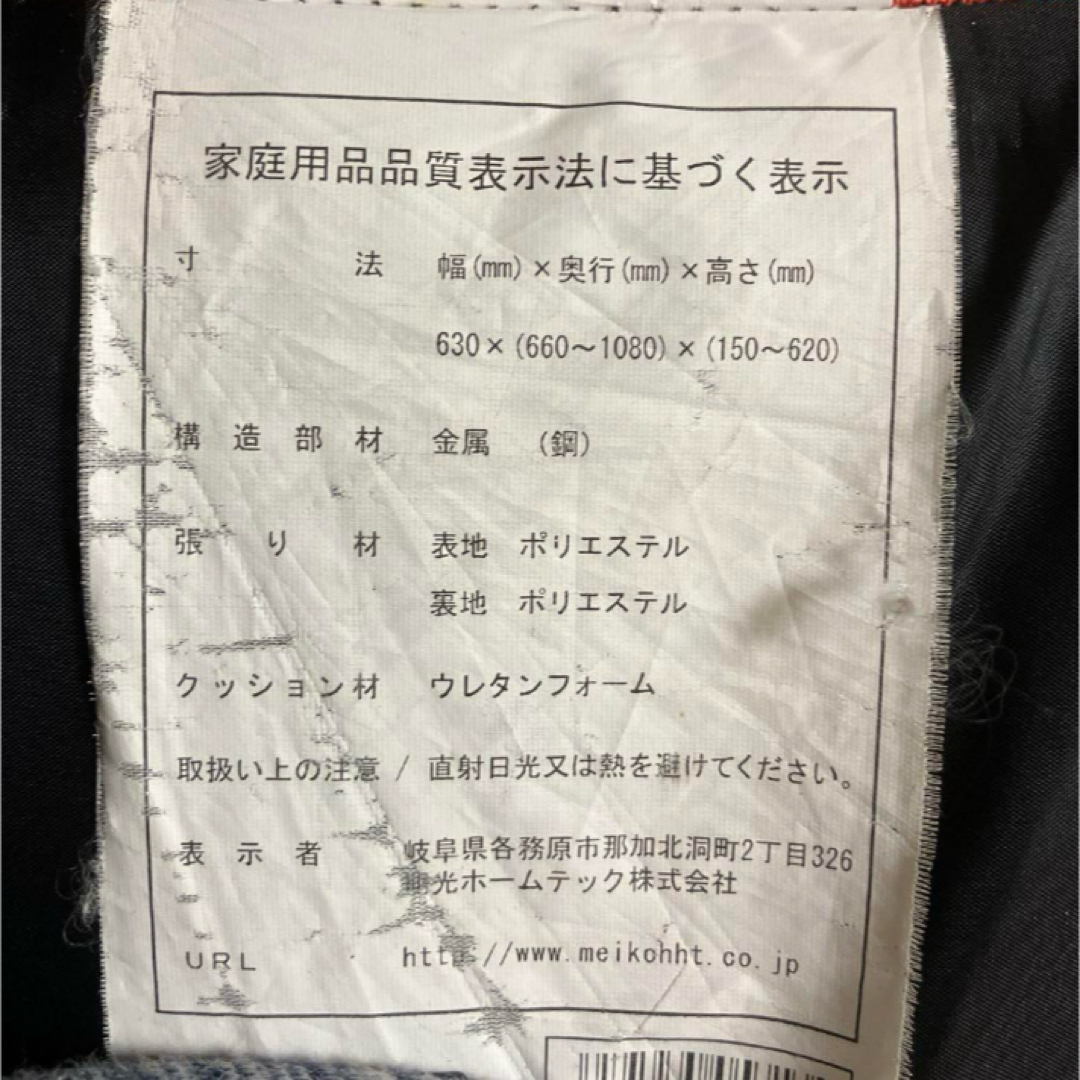 家庭用品品質表示法に基づく表示
寸法 幅(mm)×奥行(mm)×高さ(mm)
630×(660〜1080)×(150〜620)
構造部材 金属 (鋼)
張り材 表地 ポリエステル
裏地 ポリエステル
クッション材 ウレタンフォーム
取扱い上の注意 / 直射日光又は熱を避けてください。
表示者 岐阜県各務原市那加北洞町2丁目326
光ホームテック株式会社
URL http://www.meikohht.co.jp